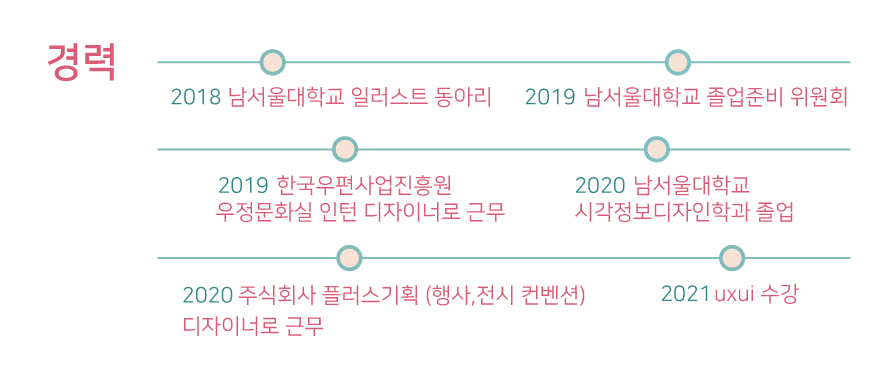 경력
2018 남서울대학교 일러스트 동아리
2019 남서울대학교 졸업준비 위원회
2019 한국우편사업진흥원
우정문화실 인턴 디자이너로 근무
2020 남서울대학교
시각정보디자인학과 졸업
2020 주식회사 플러스기획 (행사,전시 컨벤션)
디자이너로 근무
2021 uxui 수강